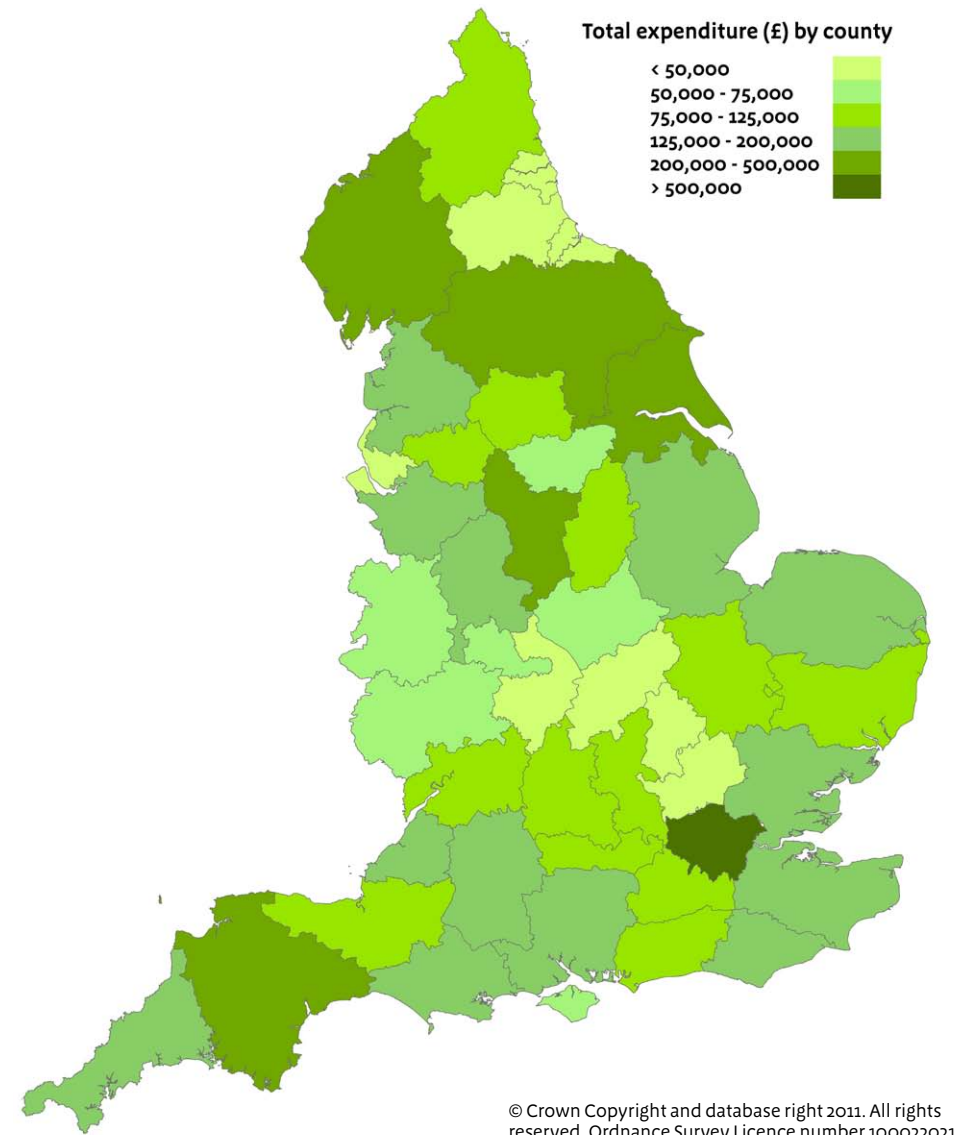 Total expenditure (£) by county
< 50,000
50,000 - 75,000
75,000 - 125,000
125,000 - 200,000
200,000 - 500,000
> 500,000
© Crown Copyright and database right 2011. All rights
reserved. Ordnance Survey Licence number 100022021